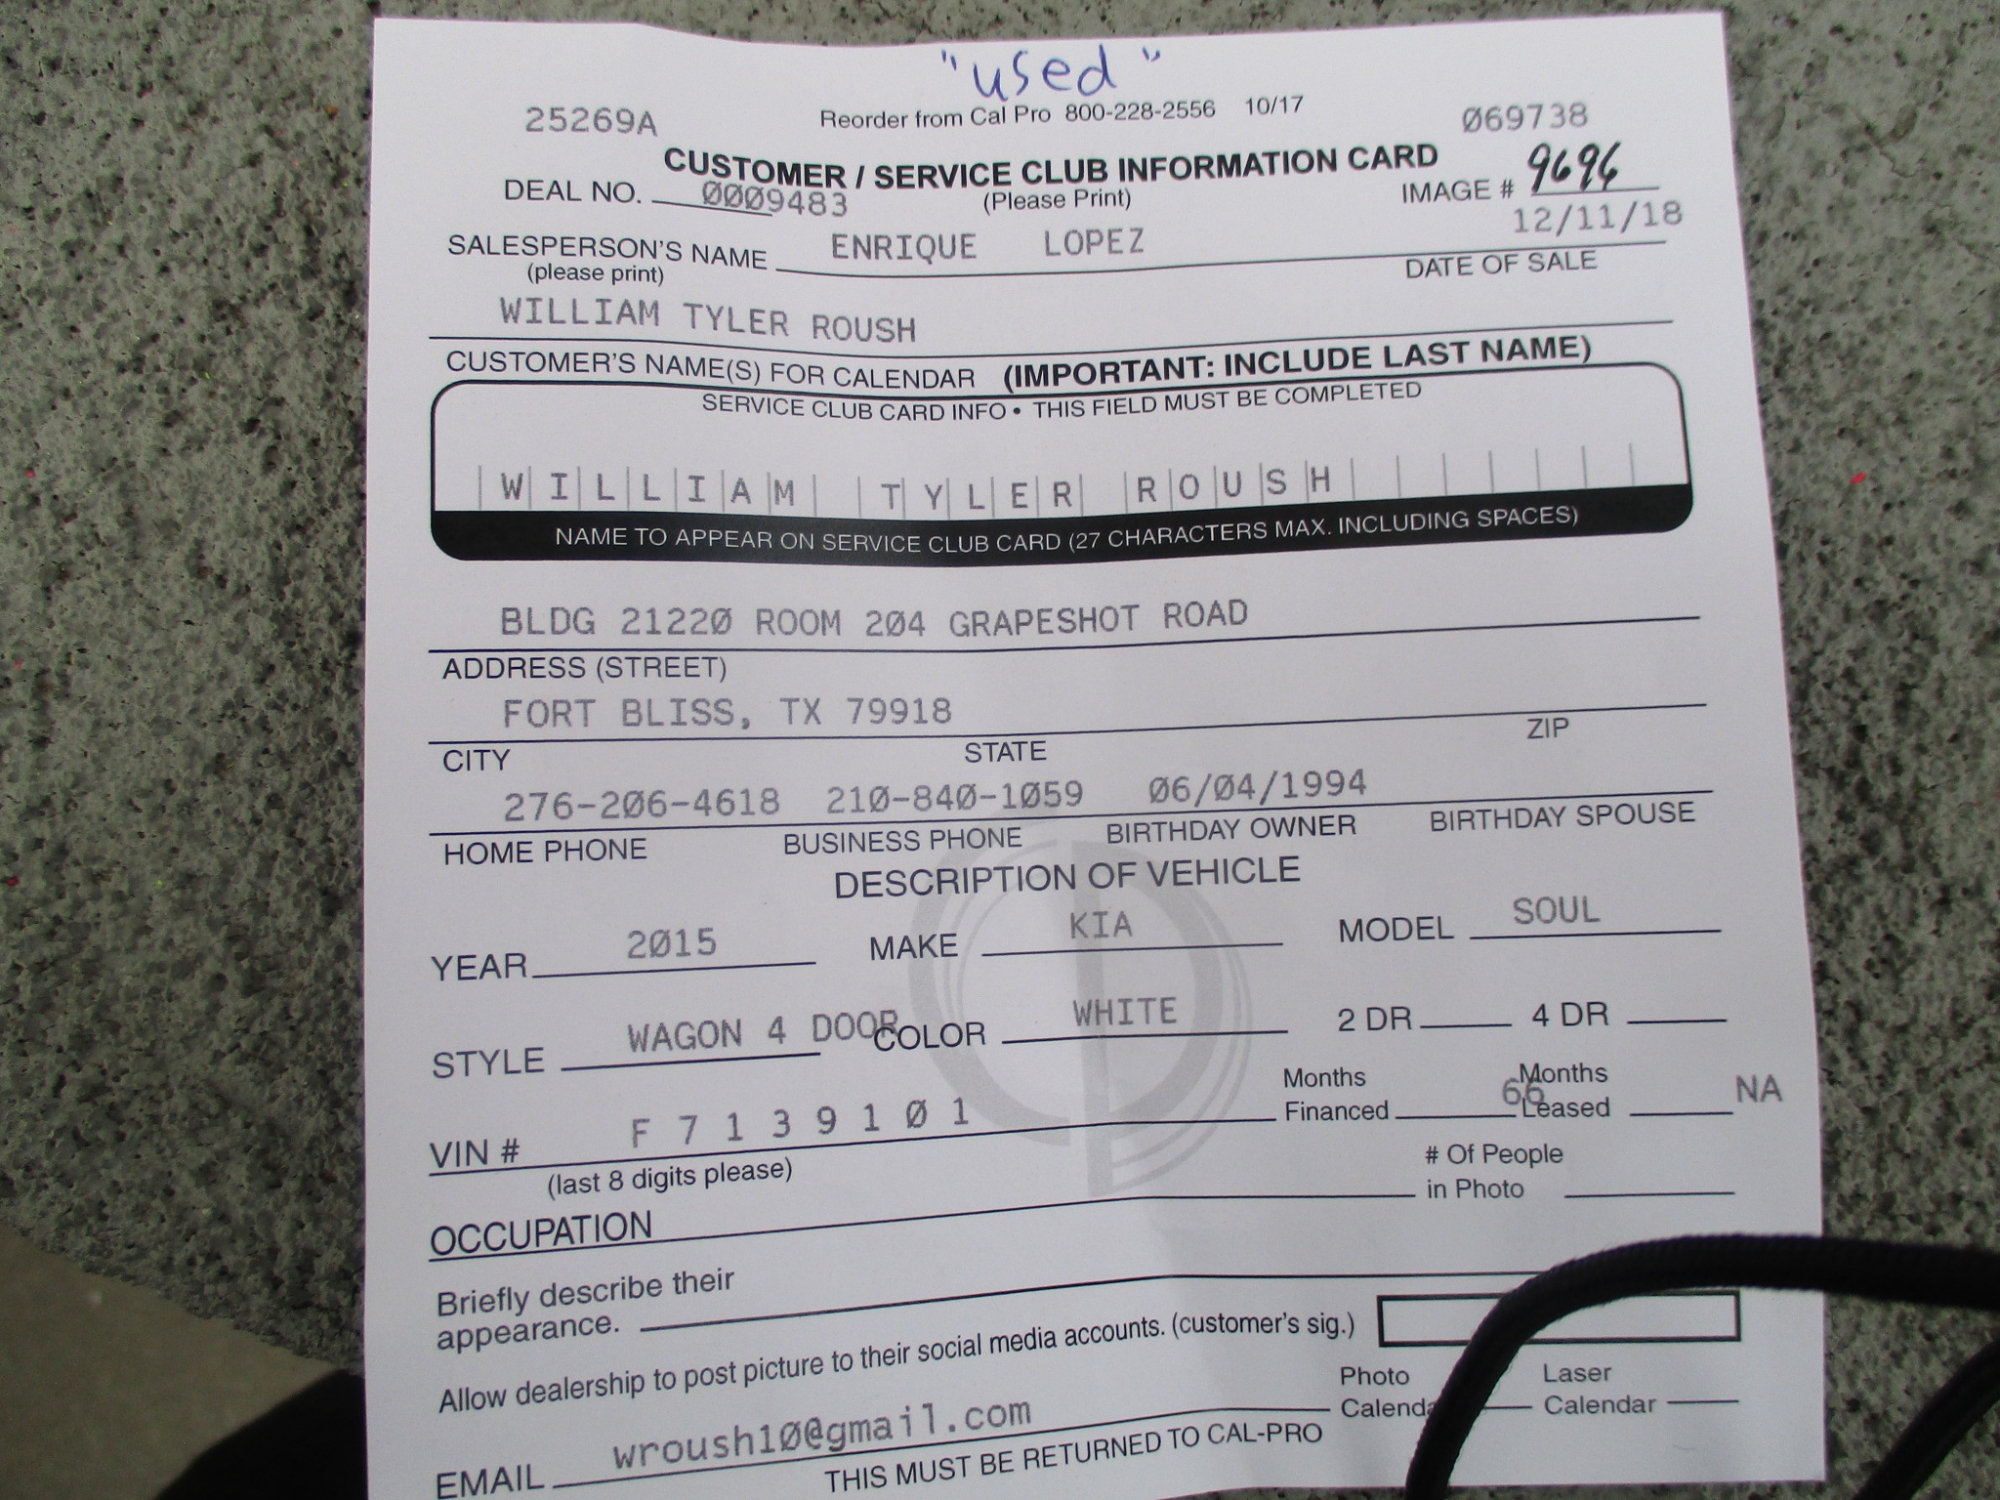 "used"
25269A Reorder from Cal Pro 800-228-2556 10/17 Ø69738
CUSTOMER / SERVICE CLUB INFORMATION CARD
DEAL NO. ØØØ9483 (Please Print) IMAGE # 9696
12/11/18
SALESPERSON'S NAME ENRIQUE LOPEZ
(please print) DATE OF SALE
WILLIAM TYLER ROUSH
CUSTOMER'S NAME(S) FOR CALENDAR (IMPORTANT: INCLUDE LAST NAME)
SERVICE CLUB CARD INFO • THIS FIELD MUST BE COMPLETED
WILLIAM TYLER ROUSH
NAME TO APPEAR ON SERVICE CLUB CARD (27 CHARACTERS MAX. INCLUDING SPACES)
BLDG 2122Ø ROOM 2Ø4 GRAPESHOT ROAD
ADDRESS (STREET)
FORT BLISS, TX 79918
CITY STATE ZIP
276-2Ø6-4618 21Ø-84Ø-1Ø59 Ø6/Ø4/1994
HOME PHONE BUSINESS PHONE BIRTHDAY OWNER BIRTHDAY SPOUSE
DESCRIPTION OF VEHICLE
YEAR 2Ø15 MAKE KIA MODEL SOUL
STYLE WAGON 4 DOOR COLOR WHITE 2 DR 4 DR
VIN # F 7 1 3 9 1 Ø 1 Months Financed 66 Months Leased NA
(last 8 digits please)
# Of People in Photo
OCCUPATION
Briefly describe their
appearance.
Allow dealership to post picture to their social media accounts. (customer's sig.)
Photo Laser
Calenda Calendar
EMAIL wroush1Ø@gmail.com
THIS MUST BE RETURNED TO CAL-PRO